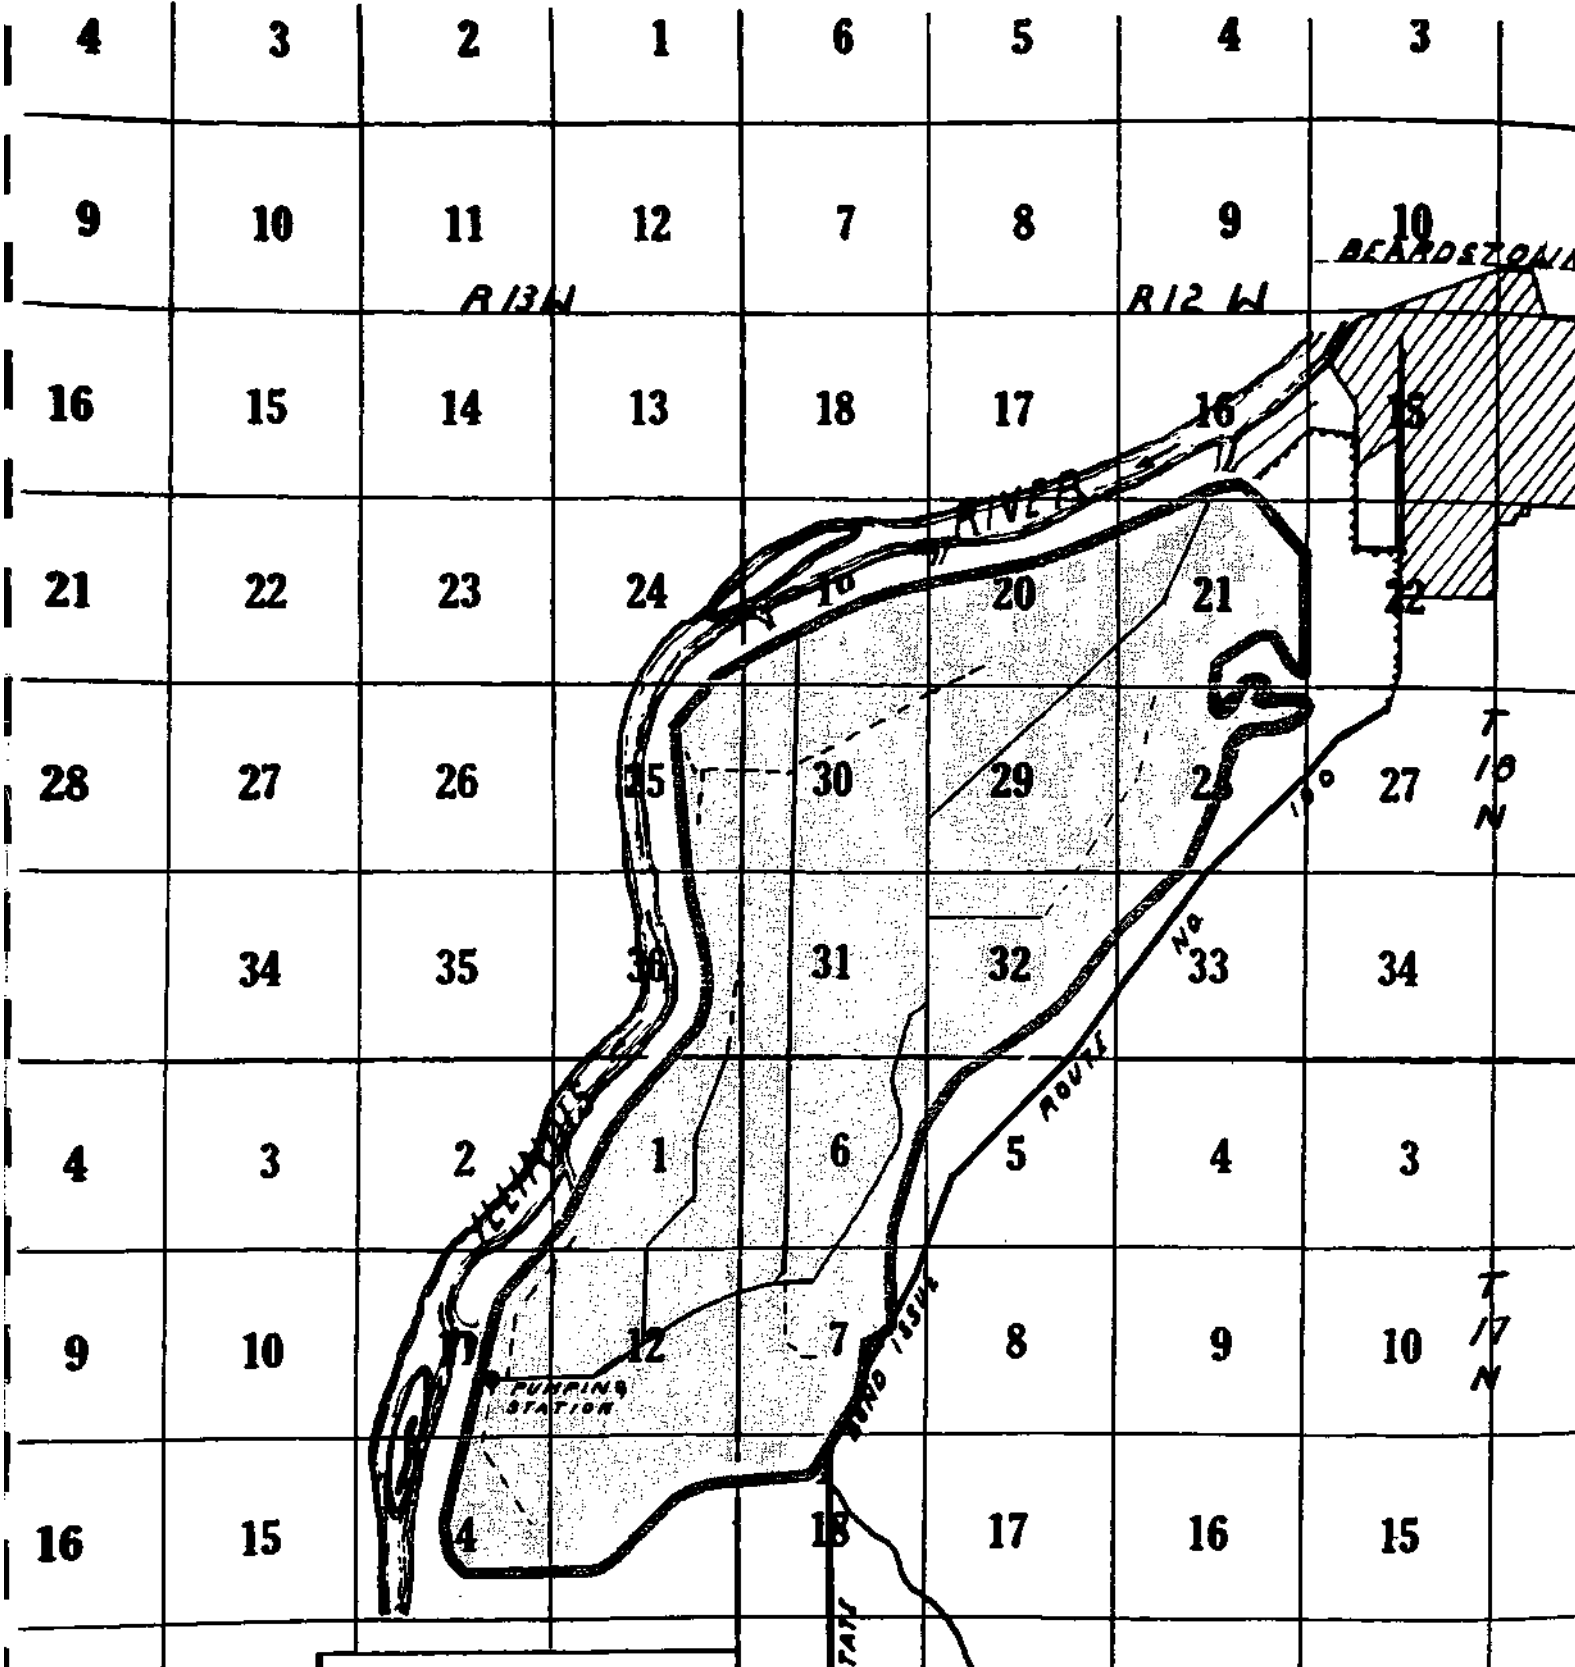 4 3 2 1 6 5 4 3
9 10 11 12 7 8 9 10
BEARDSTOWN
R 13 W R 12 W
16 15 14 13 18 17 16 15
RIVER
21 22 23 24 19 20 21 22
T
18
N
28 27 26 25 30 29 28 27
34 35 36 31 32 33 34
ILLINOIS
4 3 2 1 6 5 4 3
STATE BOND ISSUE ROUTE NO.
T
17
N
9 10 11 12 7 8 9 10
PUMPING
STATION
16 15 18 17 16 15